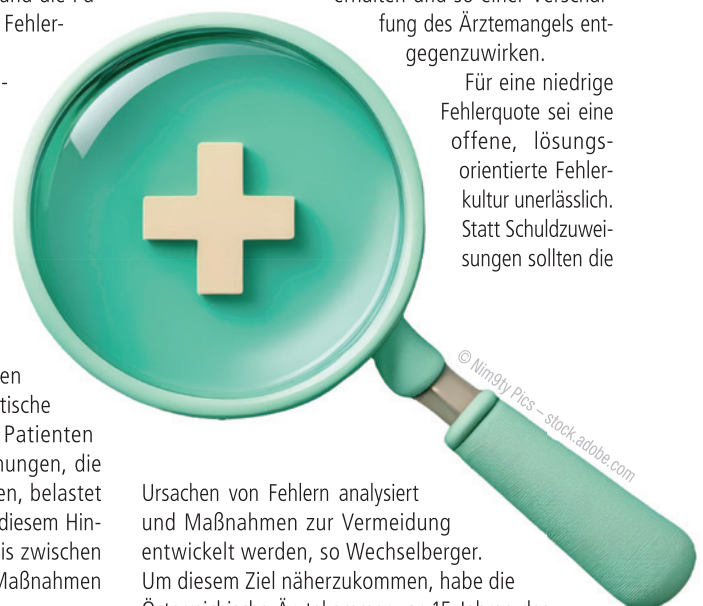 Fehler-
-
en
tische
Patienten
nungen, die
en, belastet
diesem Hin-
is zwischen
Maßnahmen
fung des Ärztemangels ent-
gegenzuwirken.
Für eine niedrige
Fehlerquote sei eine
offene, lösungs-
orientierte Fehler-
kultur unerlässlich.
Statt Schuldzuwei-
sungen sollten die
Ursachen von Fehlern analysiert
und Maßnahmen zur Vermeidung
entwickelt werden, so Wechselberger.
Um diesem Ziel näherzukommen, habe die
© Nim9ty Pics – stock.adobe.com